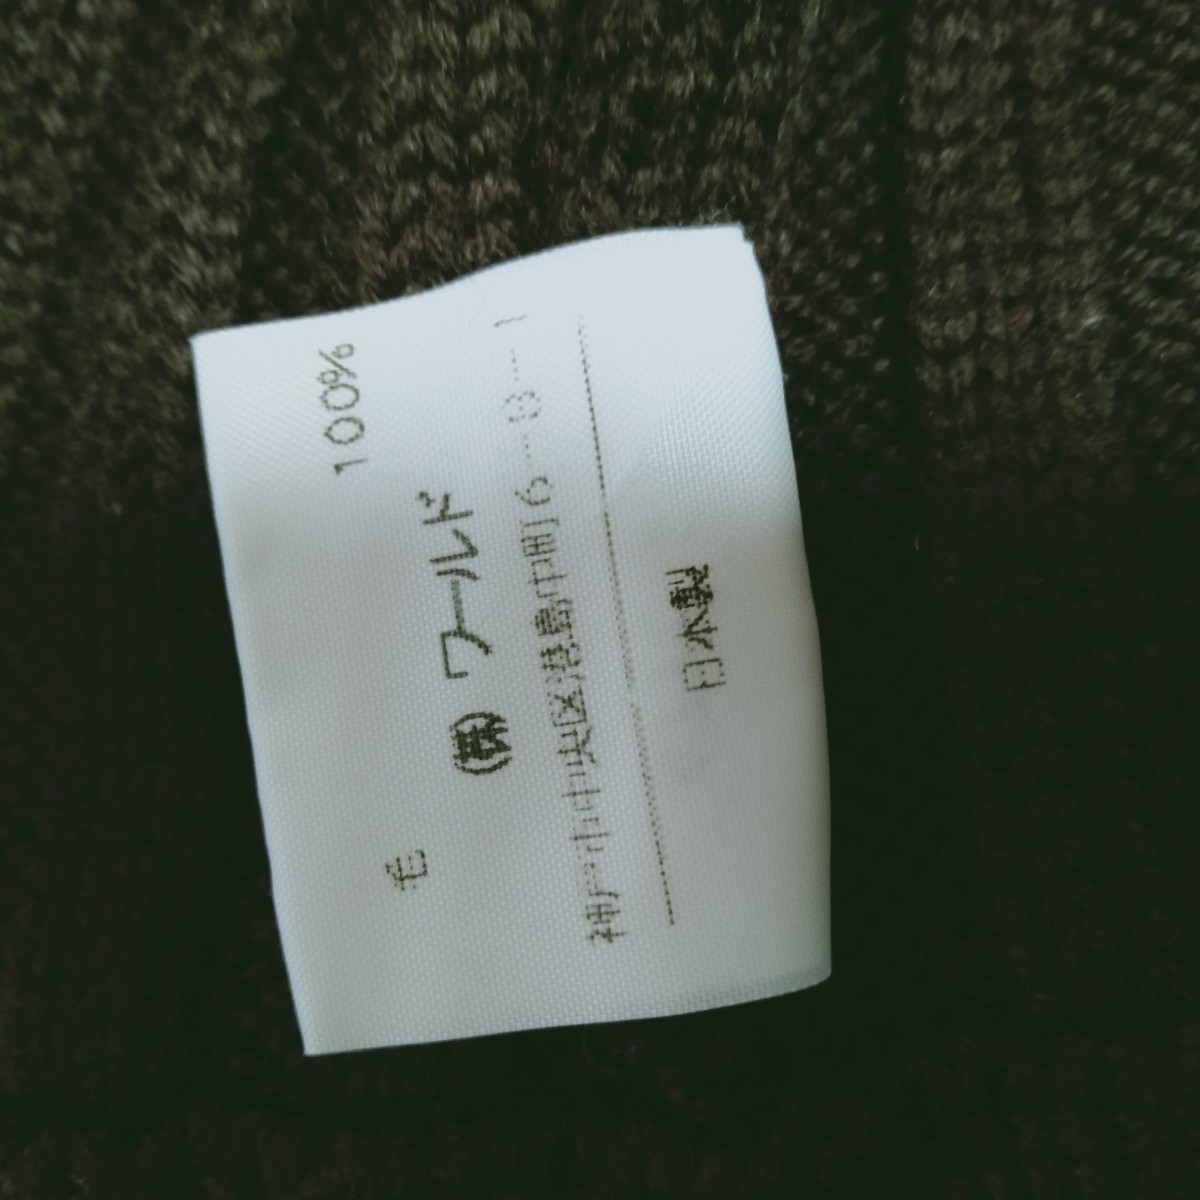 毛 100%
(株)ワールド
神戸市中央区港島中町6-8-1
日本製